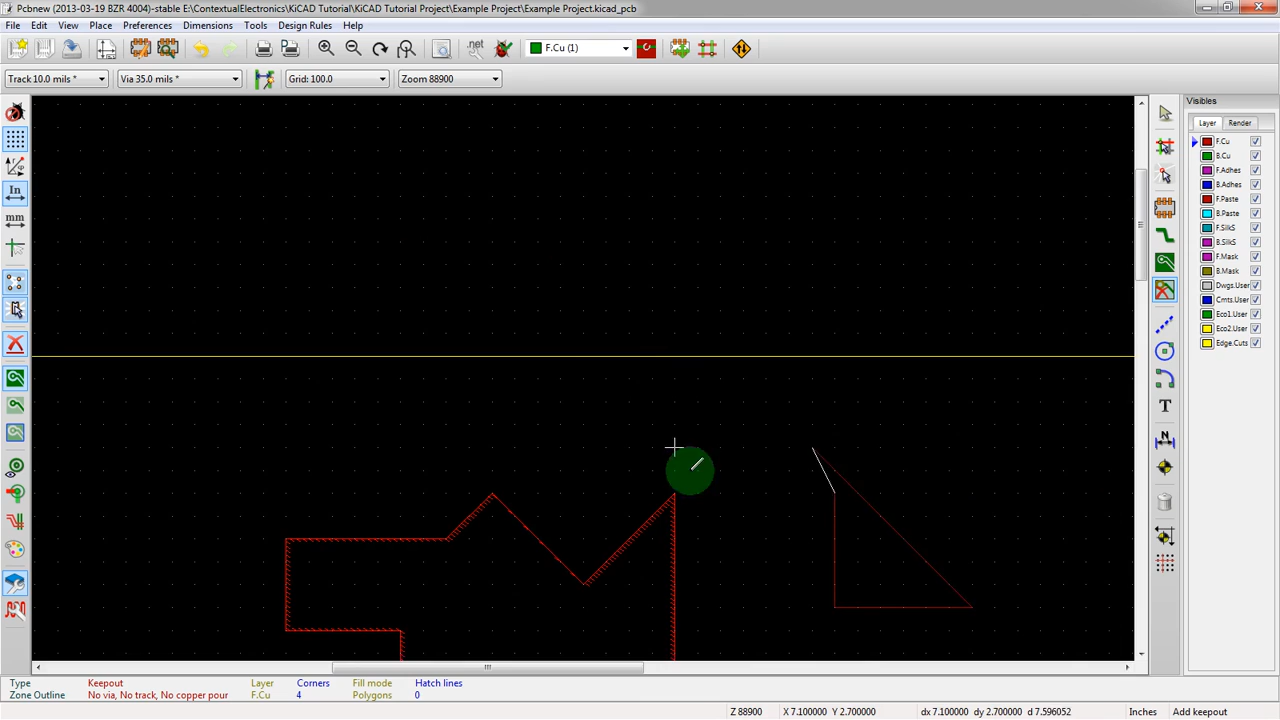 Pcbnew (2013-03-19 BZR 4004)-stable E:\ContextualElectronics\KiCAD Tutorial\KiCAD Tutorial Project\Example Project\Example Project.kicad_pcb
File Edit View Place Preferences Dimensions Tools Design Rules Help
.net F.Cu (1)
Track 10.0 mils * Via 35.0 mils * Grid: 100.0 Zoom 88900
Visibles
Layer Render
F.Cu
B.Cu
F.Adhes
B.Adhes
F.Paste
B.Paste
F.SilkS
B.SilkS
F.Mask
B.Mask
Dwgs.User
Cmts.User
Eco1.User
Eco2.User
Edge.Cuts
In
mm
T
N
Type Keepout Layer Corners Fill mode Hatch lines
Zone Outline No via, No track, No copper pour F.Cu 4 Polygons 0
Z 88900 X 7.100000 Y 2.700000 dx 7.100000 dy 2.700000 d 7.596052 Inches Add keepout